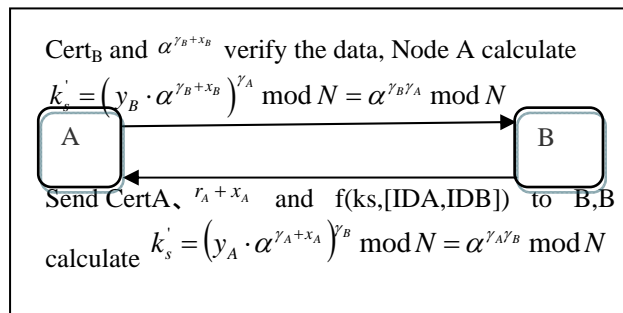 Cert_B and α^{γ_B+x_B} verify the data, Node A calculate
k_s^' = (y_B · α^{γ_B+x_B})^{γ_A} mod N = α^{γ_Bγ_A} mod N
A B
Send CertA、 r_A+x_A and f(ks,[IDA,IDB]) to B,B
calculate k_s^' = (y_A · α^{γ_A+x_A})^{γ_B} mod N = α^{γ_Aγ_B} mod N